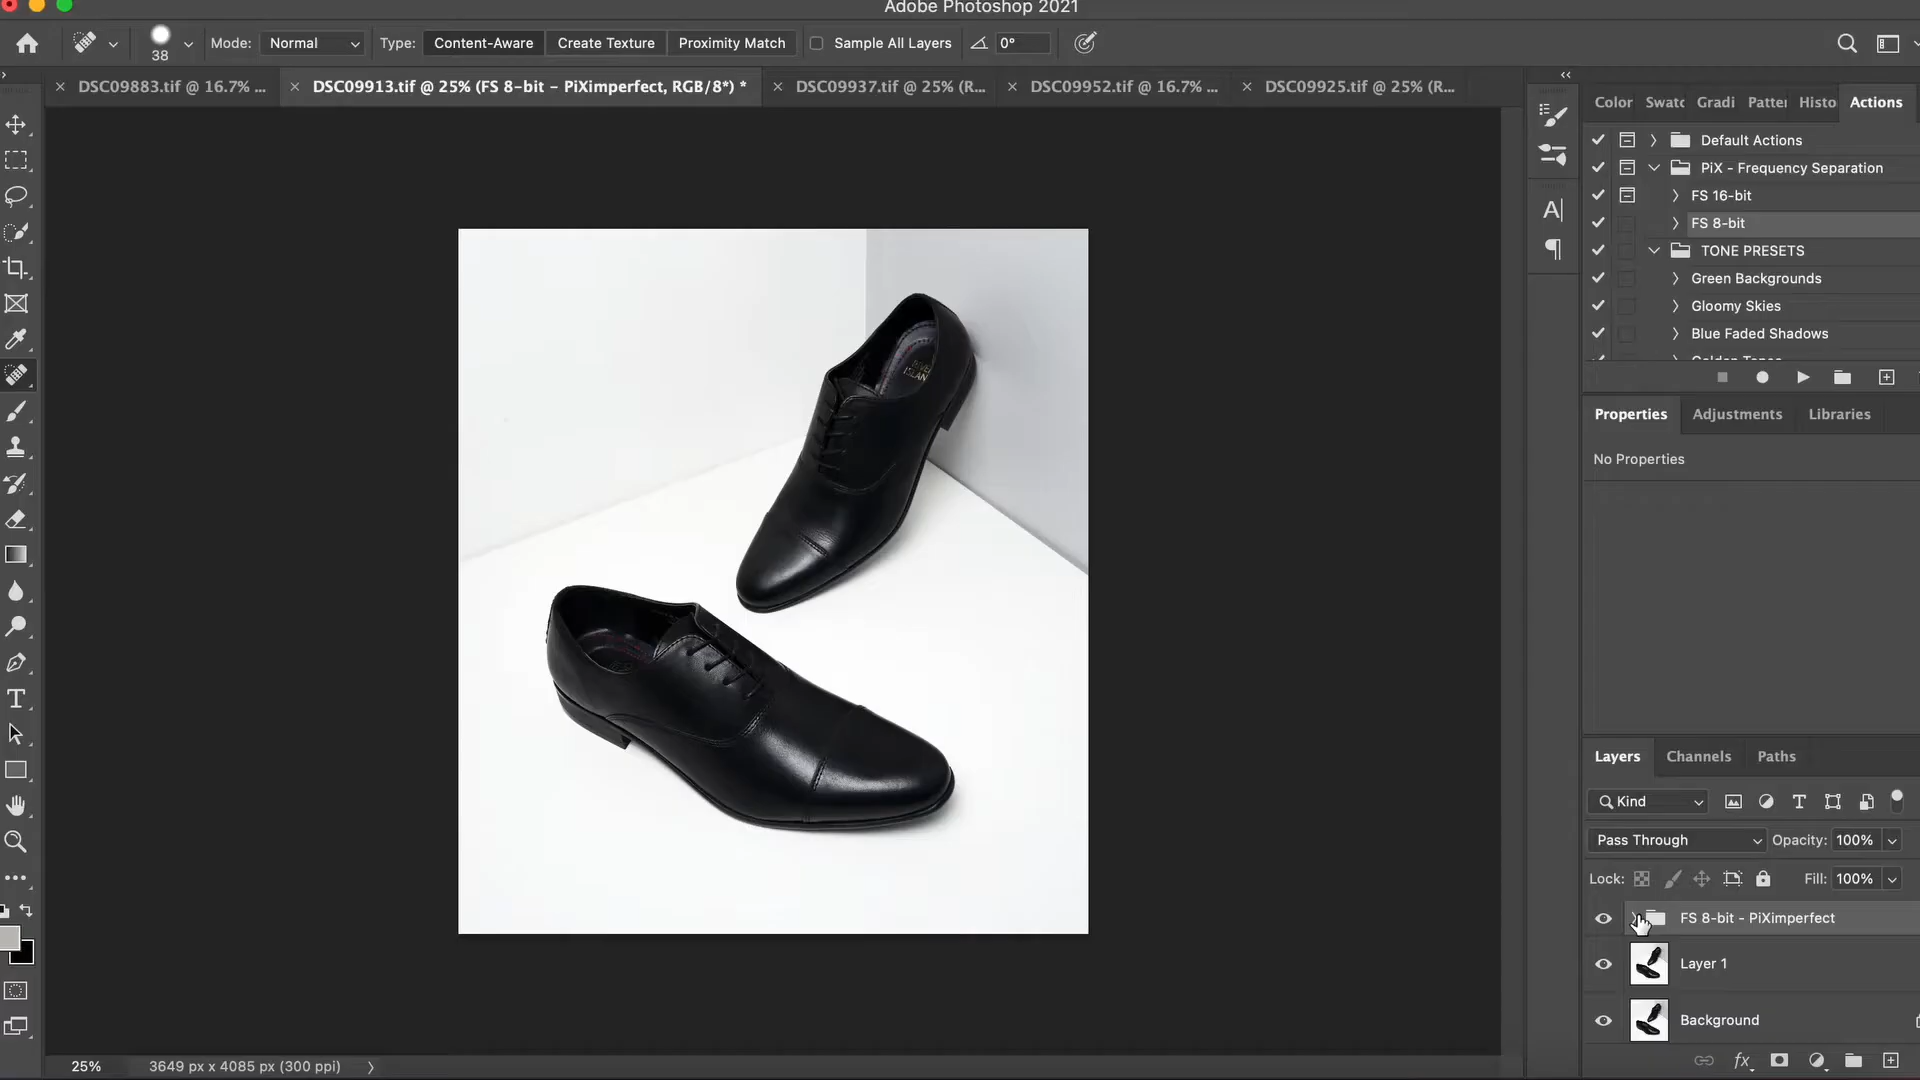 Adobe Photoshop 2021
38
Mode: Normal Type: Content-Aware Create Texture Proximity Match Sample All Layers 0°
DSC09883.tif @ 16.7% ... DSC09913.tif @ 25% (FS 8-bit - PiXimperfect, RGB/8*) * DSC09937.tif @ 25% (R... DSC09952.tif @ 16.7% ... DSC09925.tif @ 25% (R...
Color Swatc Gradi Patter Histo Actions
Default Actions
PiX - Frequency Separation
FS 16-bit
FS 8-bit
TONE PRESETS
Green Backgrounds
Gloomy Skies
Blue Faded Shadows
Properties Adjustments Libraries
No Properties
Layers Channels Paths
Kind
Pass Through Opacity: 100%
Lock: Fill: 100%
FS 8-bit - PiXimperfect
Layer 1
Background
fx
25% 3649 px x 4085 px (300 ppi)